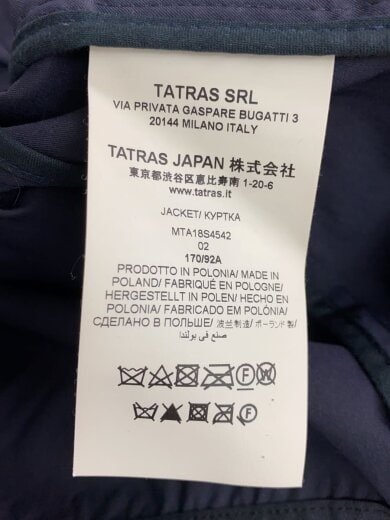 TATRAS SRL
VIA PRIVATA GASPARE BUGATTI 3
20144 MILANO ITALY
TATRAS JAPAN 株式会社
東京都渋谷区恵比寿南 1-20-6
www.tatras.it
JACKET/ КУРТКА
MTA18S4542
02
170/92A
PRODOTTO IN POLONIA/ MADE IN
POLAND/ FABRIQUÉ EN POLOGNE/
HERGESTELLT IN POLEN/ HECHO EN
POLONIA/ FABRICADO EM POLÓNIA/
СДЕЛАНО В ПОЛЬШЕ/ 波兰制造/ ポーランド製/
صنع في بولندا
F W
F